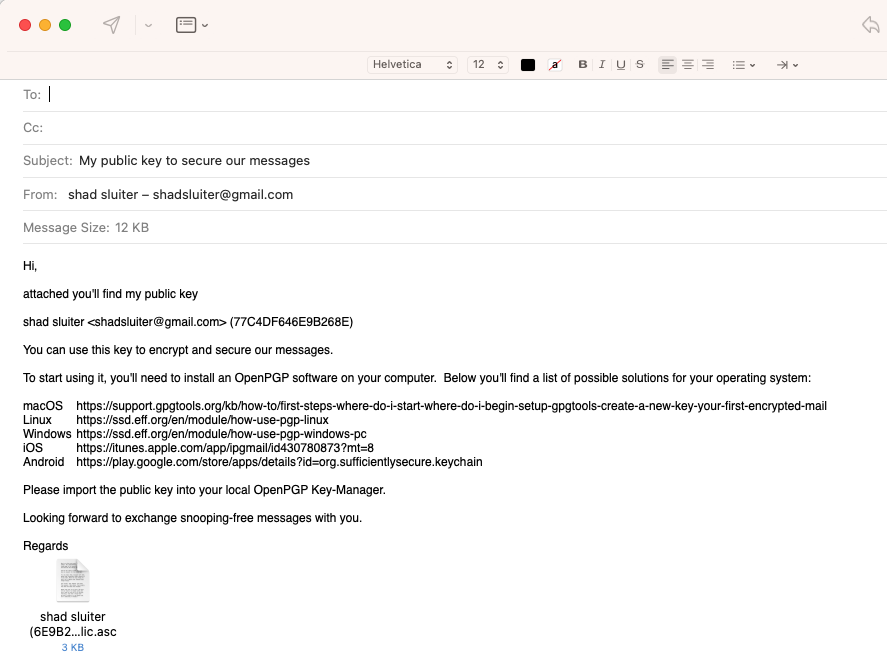 Helvetica 12 a B I U S
To:
Cc:
Subject: My public key to secure our messages
From: shad sluiter – shadsluiter@gmail.com
Message Size: 12 KB
Hi,
attached you'll find my public key
shad sluiter <shadsluiter@gmail.com> (77C4DF646E9B268E)
You can use this key to encrypt and secure our messages.
To start using it, you'll need to install an OpenPGP software on your computer.  Below you'll find a list of possible solutions for your operating system:
macOS https://support.gpgtools.org/kb/how-to/first-steps-where-do-i-start-where-do-i-begin-setup-gpgtools-create-a-new-key-your-first-encrypted-mail
Linux https://ssd.eff.org/en/module/how-use-pgp-linux
Windows https://ssd.eff.org/en/module/how-use-pgp-windows-pc
iOS https://itunes.apple.com/app/ipgmail/id430780873?mt=8
Android https://play.google.com/store/apps/details?id=org.sufficientlysecure.keychain
Please import the public key into your local OpenPGP Key-Manager.
Looking forward to exchange snooping-free messages with you.
Regards
shad sluiter
(6E9B2...lic.asc
3 KB